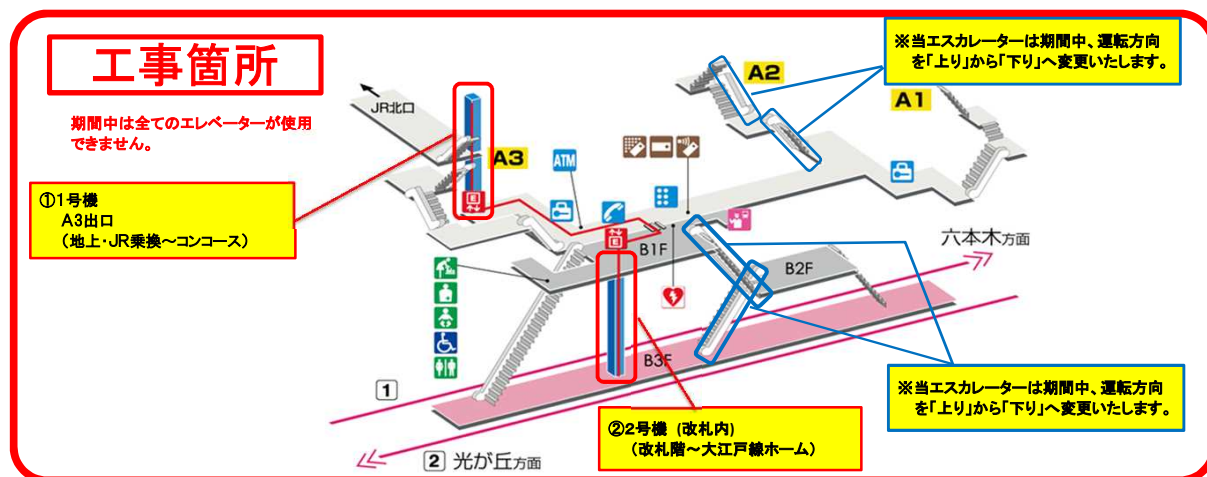 工事箇所
期間中は全てのエレベーターが使用
できません。
※当エスカレーターは期間中、運転方向
を「上り」から「下り」へ変更いたします。
JR北口
A3
A2
A1
ATM
①1号機
A3出口
（地上・JR乗換～コンコース）
B1F
B2F
六本木方面
B3F
1
※当エスカレーターは期間中、運転方向
を「上り」から「下り」へ変更いたします。
②2号機 (改札内)
（改札階～大江戸線ホーム）
2 光が丘方面